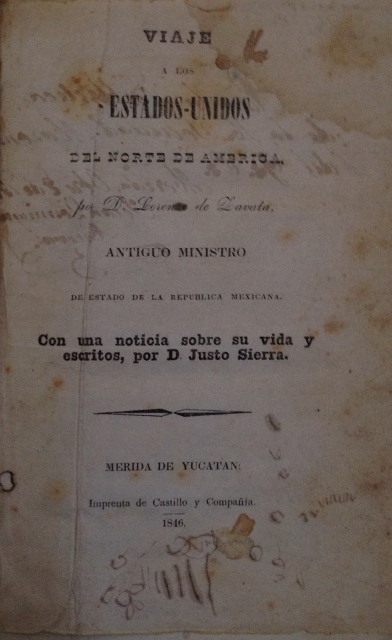 VIAJE
A LOS
ESTADOS-UNIDOS
DEL NORTE DE AMERICA,
por D. Lorenzo de Zavala,
ANTIGUO MINISTRO
DE ESTADO DE LA REPUBLICA MEXICANA.
Con una noticia sobre su vida y
escritos, por D. Justo Sierra.
MERIDA DE YUCATAN:
Imprenta de Castillo y Compañía.
1846.